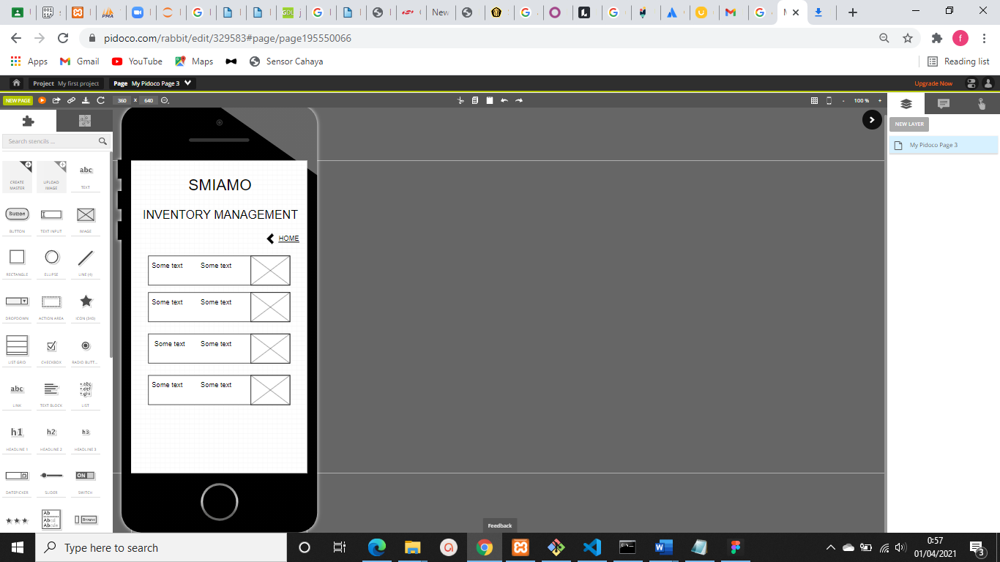 New
pidoco.com/rabbit/edit/329583#page/page195550066
f
Apps Gmail YouTube Maps Sensor Cahaya Reading list
Project My first project Page My Pidoco Page 3 Upgrade Now
NEW PAGE 360 x 640 - 100 % +
Search stencils ...
NEW LAYER
My Pidoco Page 3
CREATE MASTER UPLOAD IMAGE abc TEXT
Button BUTTON TEXT INPUT IMAGE
RECTANGLE ELLIPSE LINE (4)
DROPDOWN ACTION AREA ICON (340)
LIST GRID CHECKBOX RADIO BUTT...
abc LINK TEXT BLOCK abc def ghi LIST
h1 HEADLINE 1 h2 HEADLINE 2 h3 HEADLINE 3
DATEPICKER SLIDER ON SWITCH
Ab Abcd Abcde Browse
SMIAMO
INVENTORY MANAGEMENT
HOME
Some text Some text
Some text Some text
Some text Some text
Some text Some text
Feedback
Type here to search
0:57
01/04/2021
3